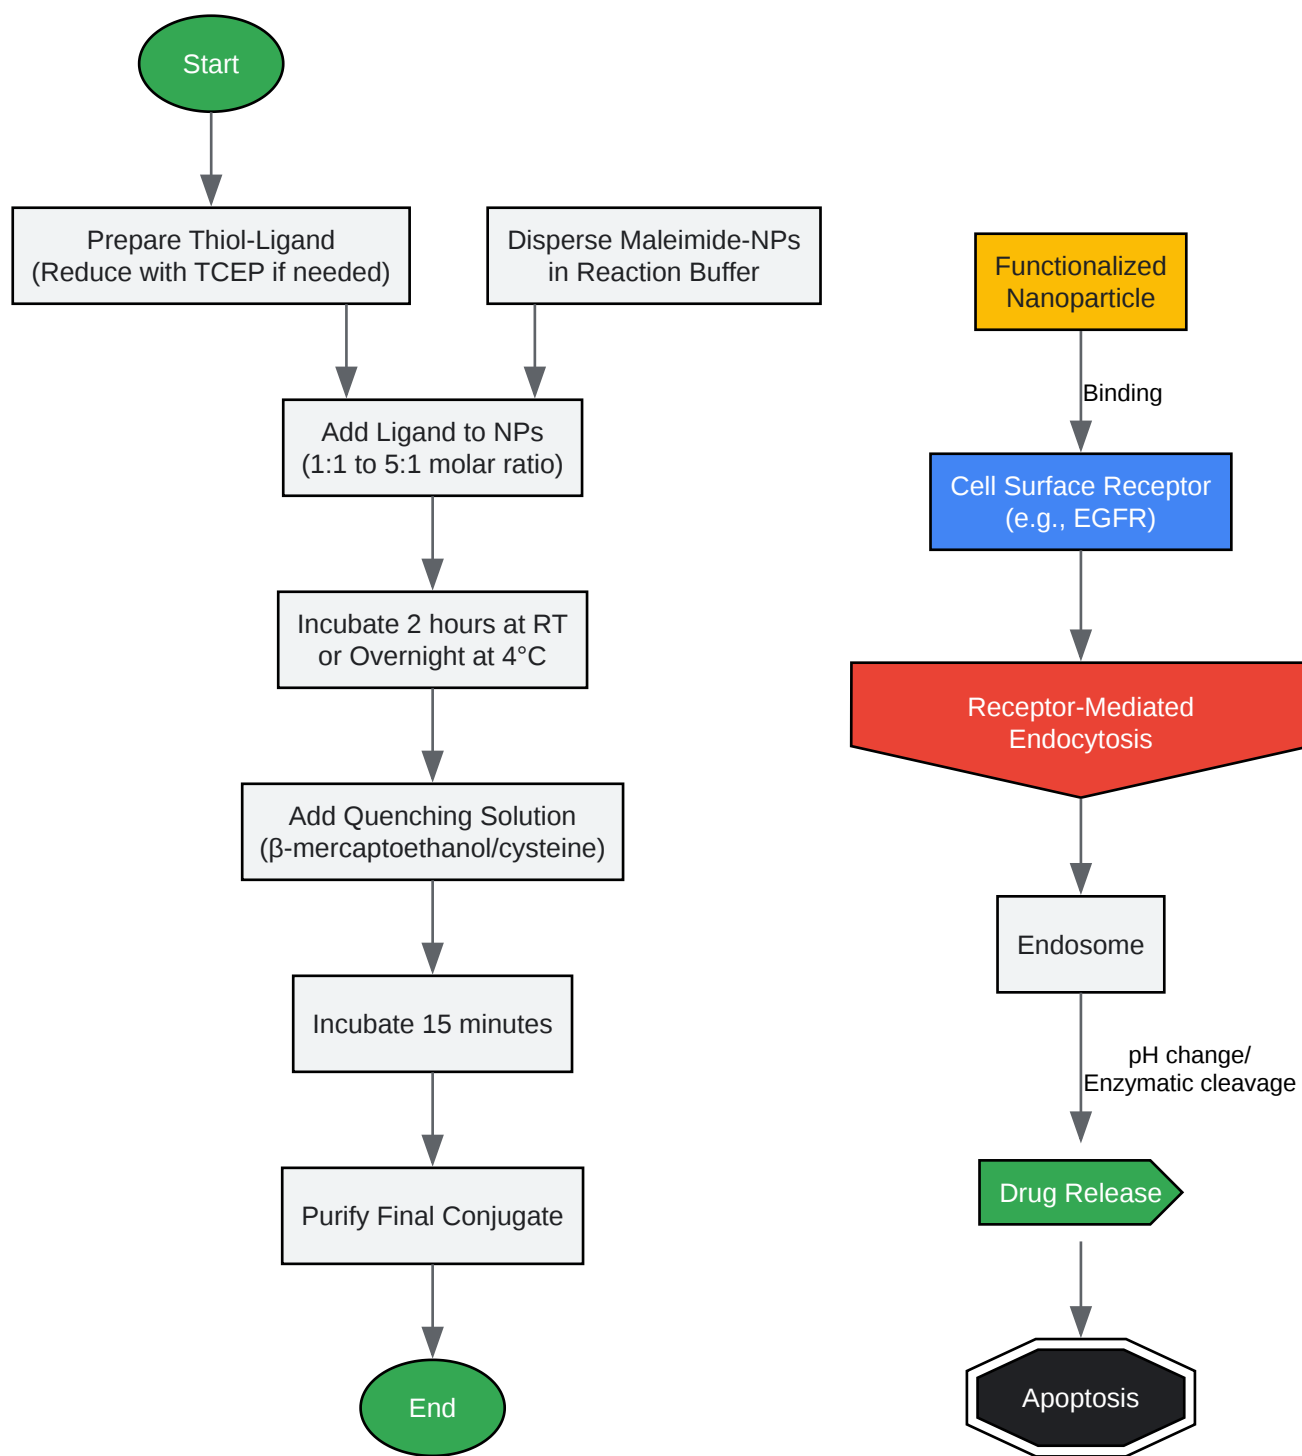 Start
Prepare Thiol-Ligand
(Reduce with TCEP if needed)
Disperse Maleimide-NPs
in Reaction Buffer
Add Ligand to NPs
(1:1 to 5:1 molar ratio)
Incubate 2 hours at RT
or Overnight at 4°C
Add Quenching Solution
(β-mercaptoethanol/cysteine)
Incubate 15 minutes
Purify Final Conjugate
End
Functionalized
Nanoparticle
Binding
Cell Surface Receptor
(e.g., EGFR)
Receptor-Mediated
Endocytosis
Endosome
pH change/
Enzymatic cleavage
Drug Release
Apoptosis